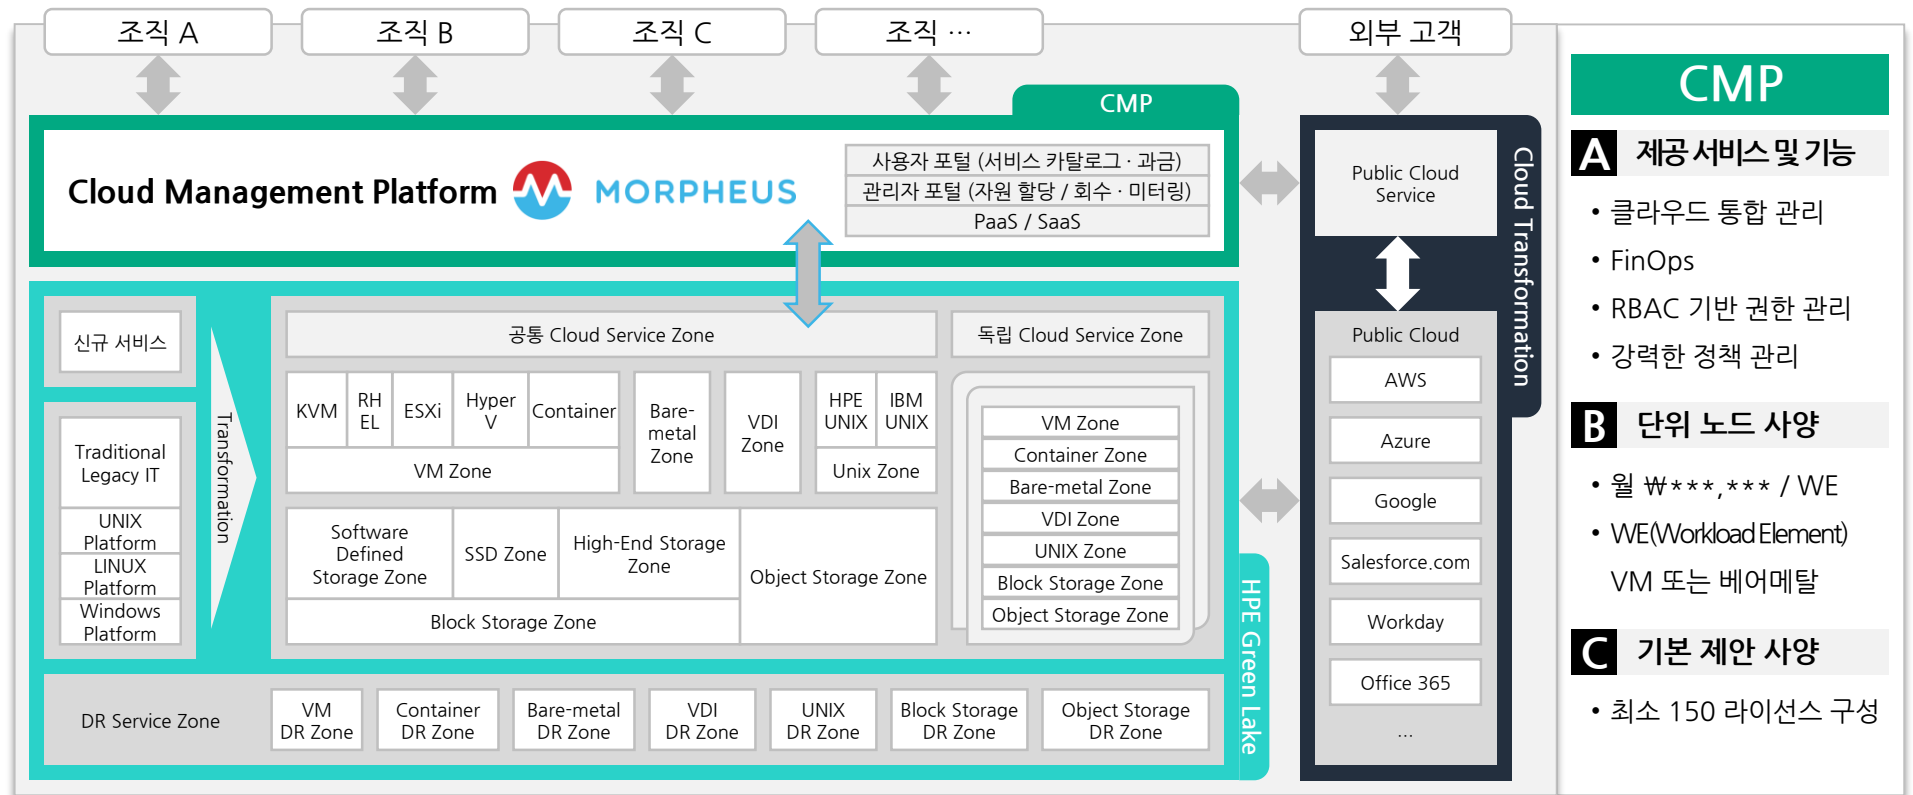 조직 A
조직 B
조직 C
조직 …
외부 고객
CMP
Cloud Management Platform
MORPHEUS
사용자 포털 (서비스 카탈로그 · 과금)
관리자 포털 (자원 할당 / 회수 · 미터링)
PaaS / SaaS
Public Cloud
Service
Cloud Transformation
신규 서비스
Traditional
Legacy IT
UNIX
Platform
LINUX
Platform
Windows
Platform
Transformation
공통 Cloud Service Zone
독립 Cloud Service Zone
KVM
RH
EL
ESXi
Hyper
V
Container
VM Zone
Bare-
metal
Zone
VDI
Zone
HPE
UNIX
IBM
UNIX
Unix Zone
Software
Defined
Storage Zone
SSD Zone
High-End Storage
Zone
Block Storage Zone
Object Storage Zone
VM Zone
Container Zone
Bare-metal Zone
VDI Zone
UNIX Zone
Block Storage Zone
Object Storage Zone
HPE Green Lake
DR Service Zone
VM
DR Zone
Container
DR Zone
Bare-metal
DR Zone
VDI
DR Zone
UNIX
DR Zone
Block Storage
DR Zone
Object Storage
DR Zone
Public Cloud
AWS
Azure
Google
Salesforce.com
Workday
Office 365
…
CMP
A 제공 서비스 및 기능
• 클라우드 통합 관리
• FinOps
• RBAC 기반 권한 관리
• 강력한 정책 관리
B 단위 노드 사양
• 월 ₩***,*** / WE
• WE(Workload Element)
VM 또는 베어메탈
C 기본 제안 사양
• 최소 150 라이선스 구성